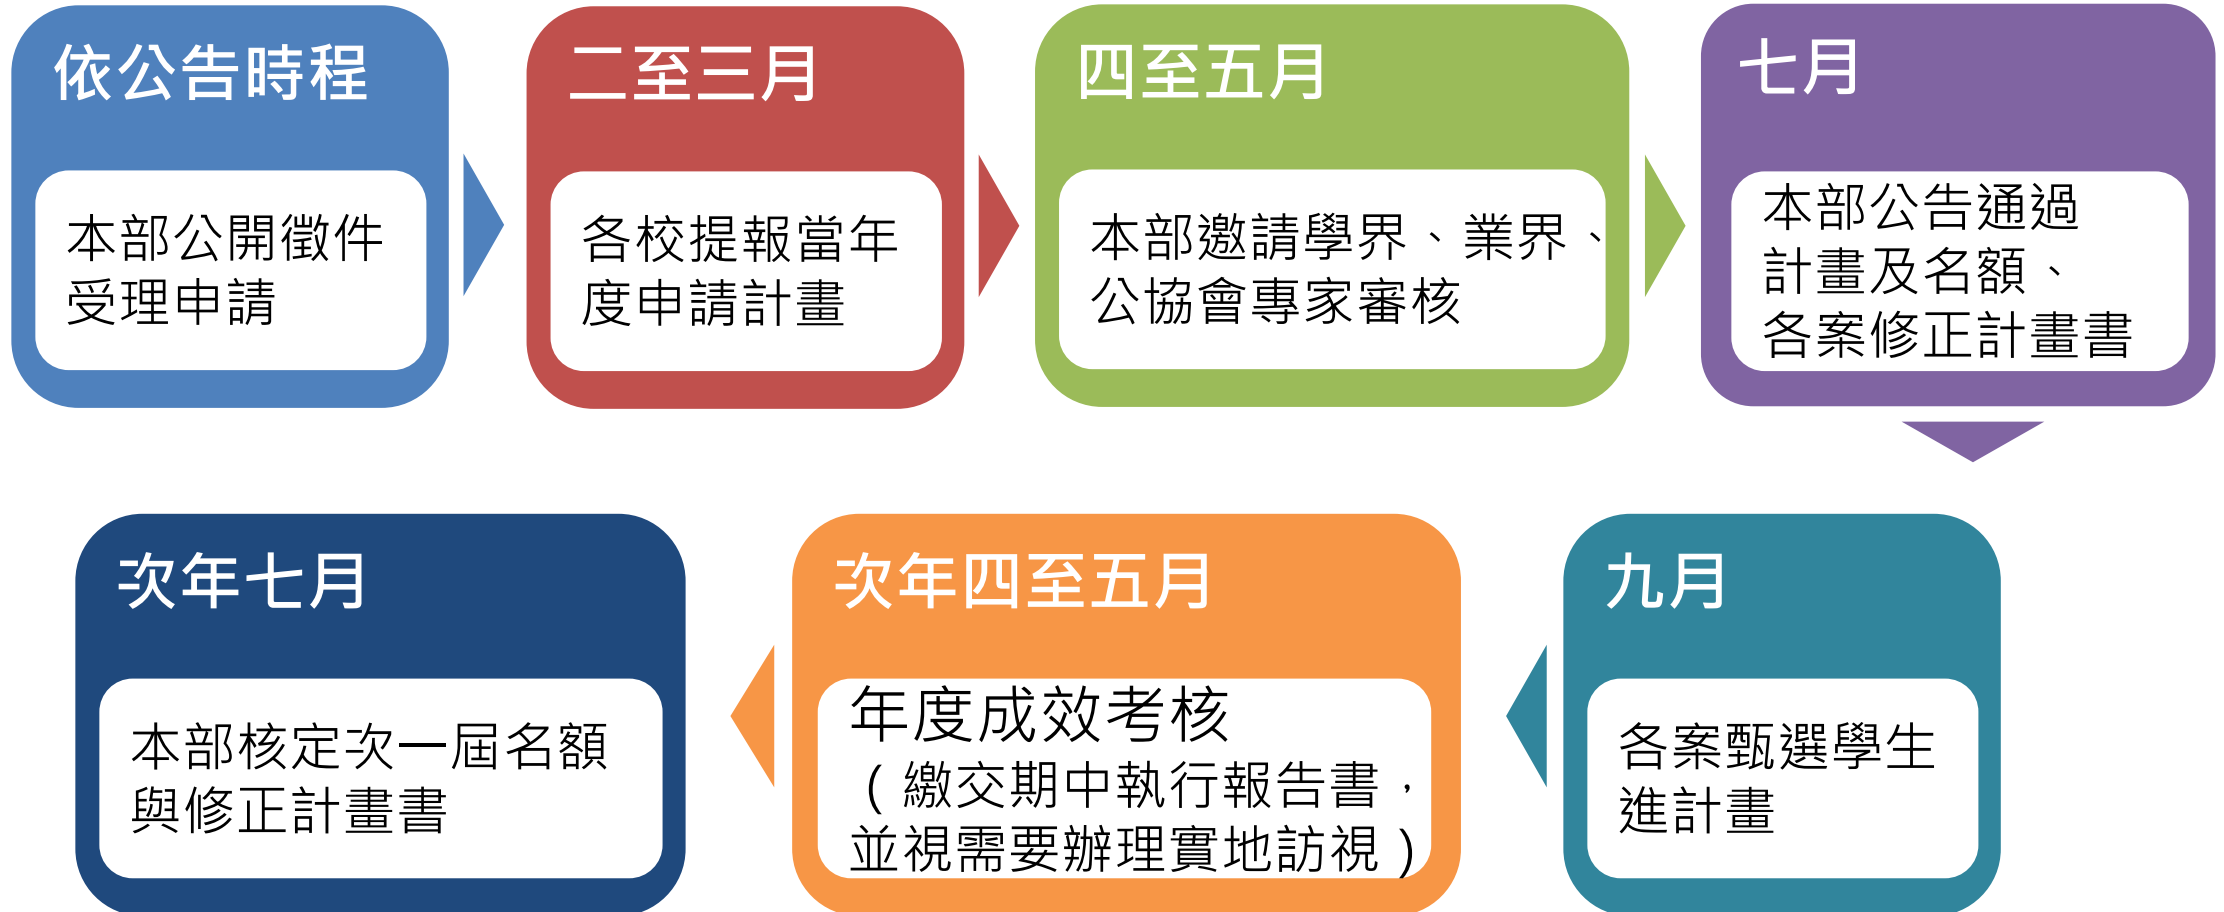 依公告時程
本部公開徵件
受理申請
二至三月
各校提報當年
度申請計畫
四至五月
本部邀請學界、業界、
公協會專家審核
七月
本部公告通過
計畫及名額、
各案修正計畫書
九月
各案甄選學生
進計畫
次年四至五月
年度成效考核
（繳交期中執行報告書，
並視需要辦理實地訪視）
次年七月
本部核定次一屆名額
與修正計畫書